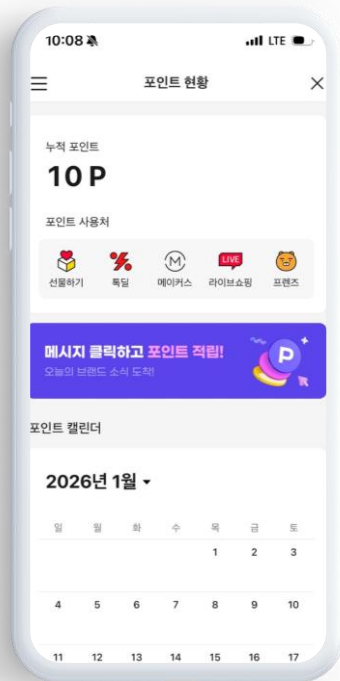 10:08 LTE
포인트 현황
누적 포인트
10 P
포인트 사용처
LIVE
선물하기 톡딜 메이커스 라이브쇼핑 프렌즈
메시지 클릭하고 포인트 적립!
오늘의 브랜드 소식 도착!
P
포인트 캘린더
2026년 1월
일 월 화 수 목 금 토
1 2 3
4 5 6 7 8 9 10
11 12 13 14 15 16 17